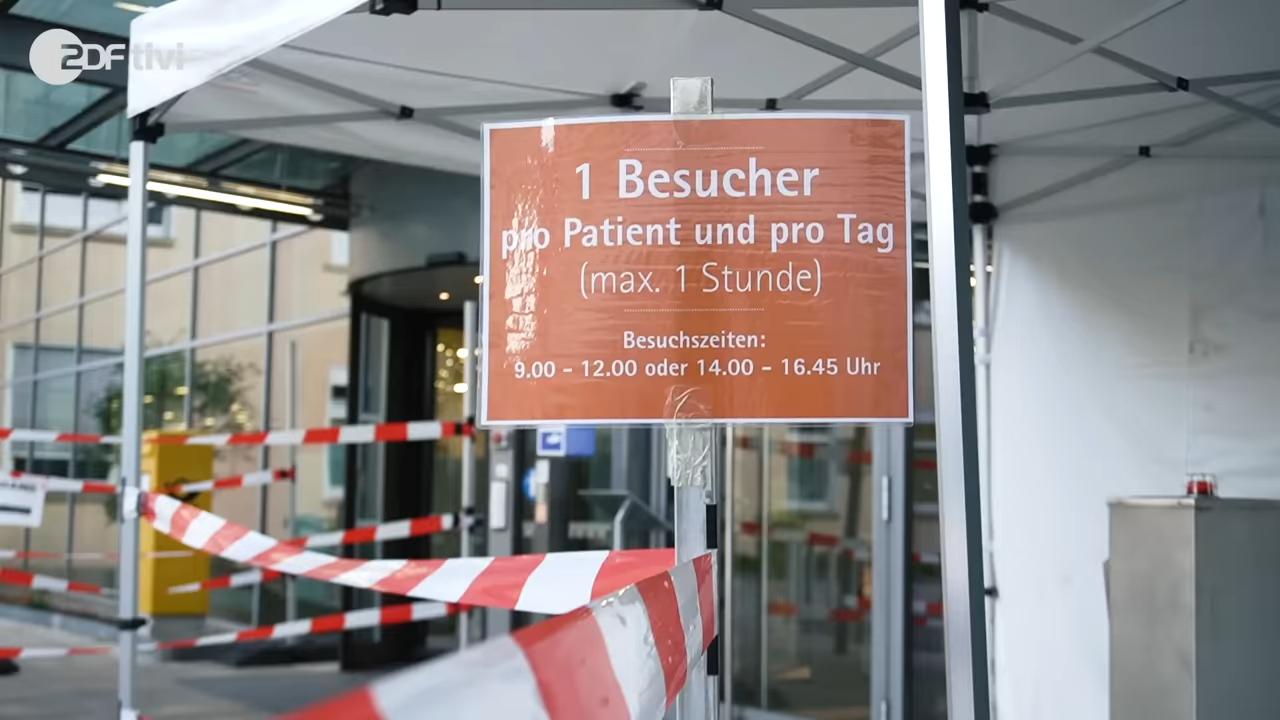 ZDFtivi
1 Besucher
pro Patient und pro Tag
(max. 1 Stunde)
Besuchszeiten:
9.00 – 12.00 oder 14.00 – 16.45 Uhr